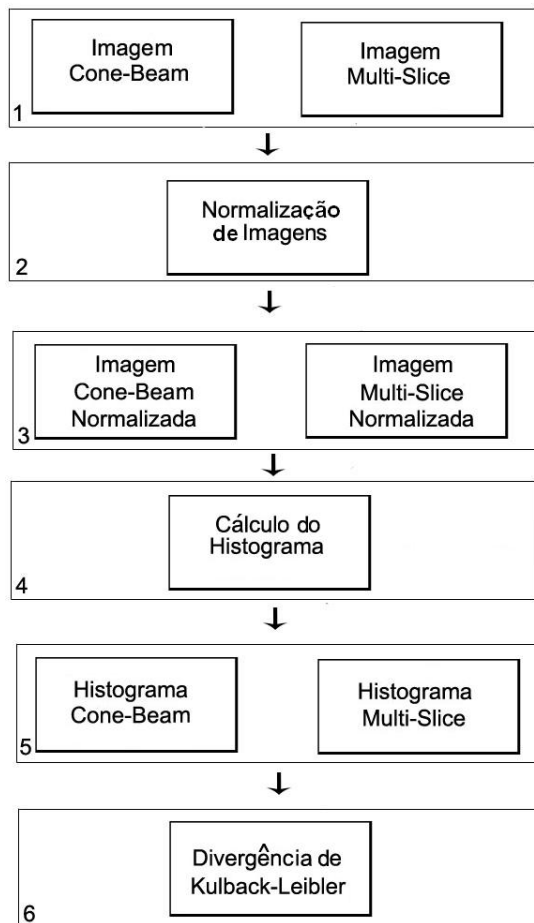 Imagem
Cone-Beam
Imagem
Multi-Slice
1
Normalização
de Imagens
2
Imagem
Cone-Beam
Normalizada
Imagem
Multi-Slice
Normalizada
3
Cálculo do
Histograma
4
Histograma
Cone-Beam
Histograma
Multi-Slice
5
Divergência de
Kulback-Leibler
6